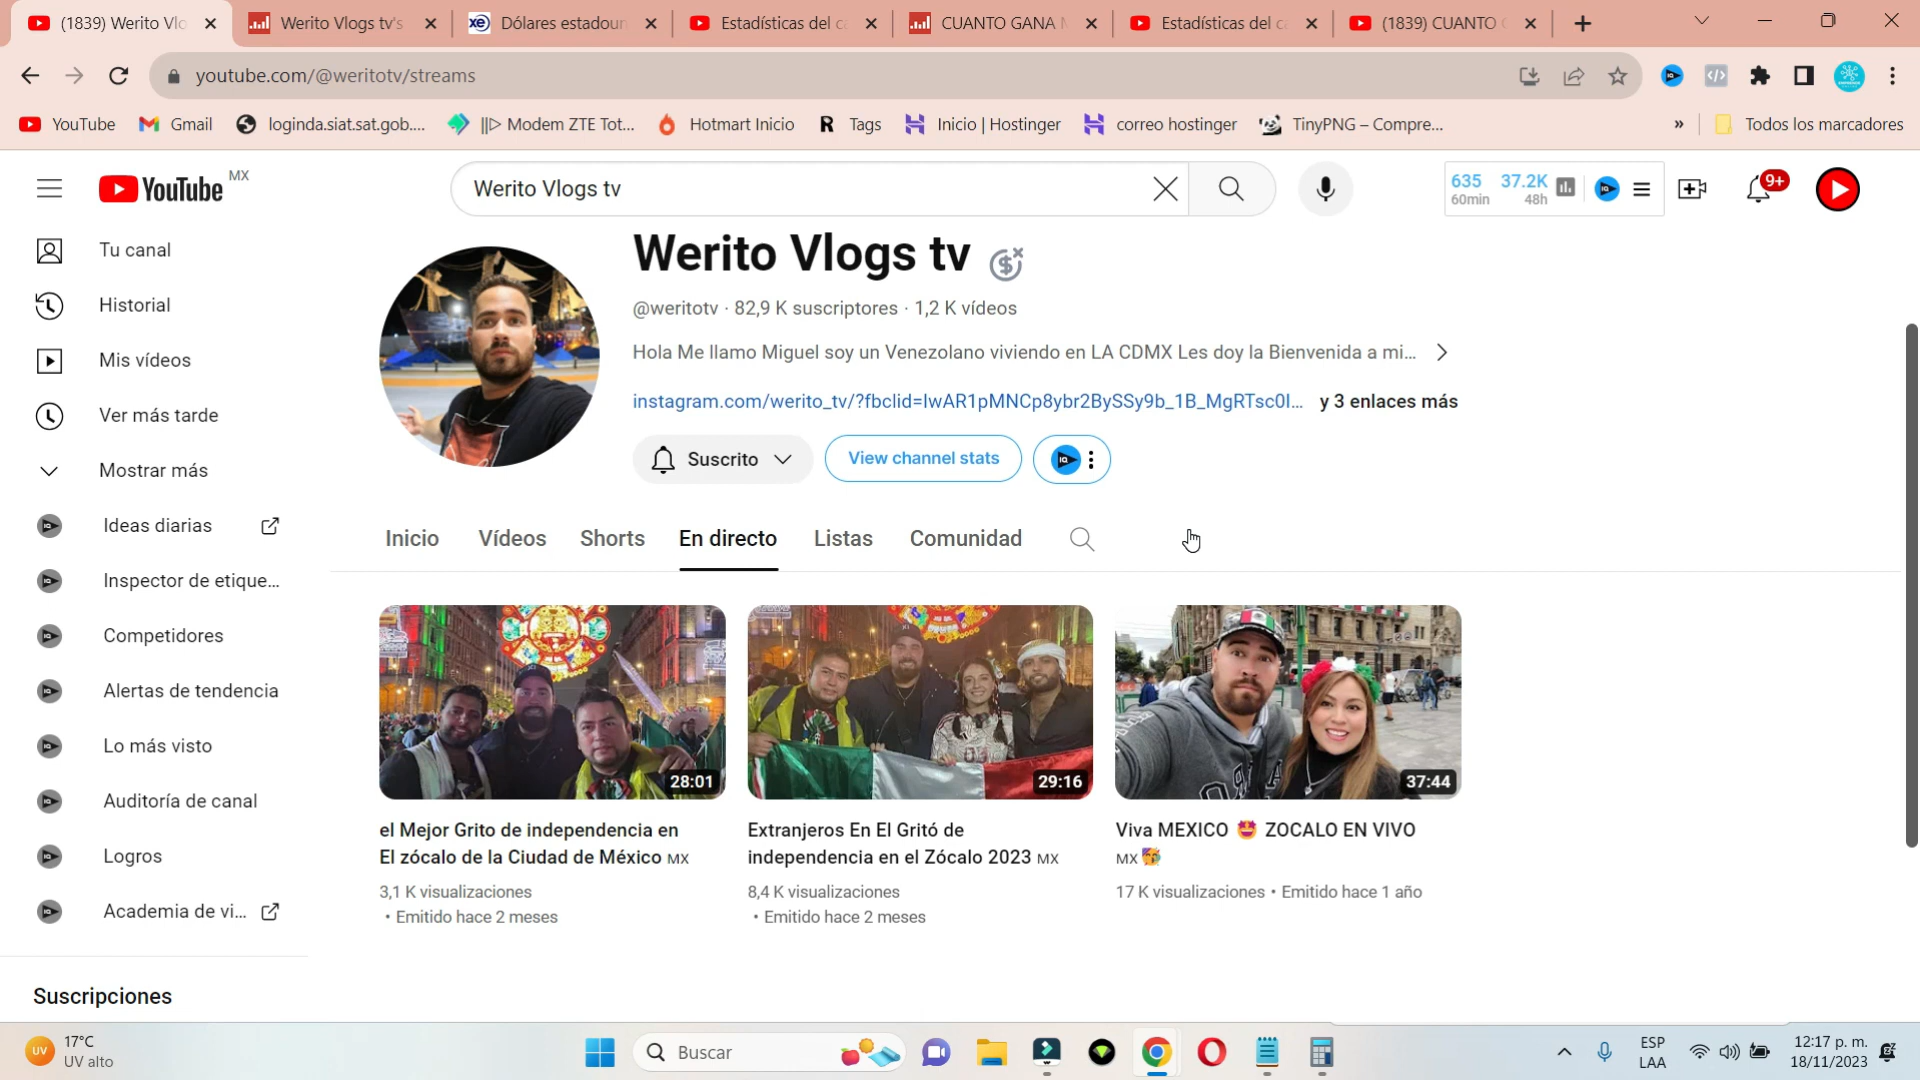 (1839) Werito Vlo
Werito Vlogs tv's
Dólares estadour
Estadísticas del c
CUANTO GANA
Estadísticas del c
(1839) CUANTO
youtube.com/@weritotv/streams
YouTube
Gmail
loginda.siat.sat.gob....
||▷ Modem ZTE Tot...
Hotmart Inicio
Tags
Inicio | Hostinger
correo hostinger
TinyPNG – Compre...
»
Todos los marcadores
YouTube MX
Werito Vlogs tv
635 37.2K
60min 48h
9+
Tu canal
Historial
Mis vídeos
Ver más tarde
Mostrar más
Ideas diarias
Inspector de etique...
Competidores
Alertas de tendencia
Lo más visto
Auditoría de canal
Logros
Academia de vi...
Suscripciones
Werito Vlogs tv
@weritotv · 82,9 K suscriptores · 1,2 K vídeos
Hola Me llamo Miguel soy un Venezolano viviendo en LA CDMX Les doy la Bienvenida a mi...
instagram.com/werito_tv/?fbclid=IwAR1pMNCp8ybr2BySSy9b_1B_MgRTsc0I... y 3 enlaces más
Suscrito
View channel stats
Inicio Vídeos Shorts En directo Listas Comunidad
28:01
29:16
37:44
el Mejor Grito de independencia en
El zócalo de la Ciudad de México MX
3,1 K visualizaciones
• Emitido hace 2 meses
Extranjeros En El Gritó de
independencia en el Zócalo 2023 MX
8,4 K visualizaciones
• Emitido hace 2 meses
Viva MEXICO 🤩 ZOCALO EN VIVO
MX🥳
17 K visualizaciones • Emitido hace 1 año
UV
17°C
UV alto
Buscar
ESP
LAA
12:17 p. m.
18/11/2023